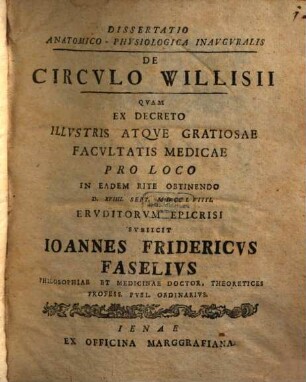 DISSERTATIO
ANATOMICO-PHYSIOLOGICA INAVGVRALIS
DE
CIRCVLO WILLISII
QVAM
EX DECRETO
ILLVSTRIS ATQVE GRATIOSAE
FACVLTATIS MEDICAE
PRO LOCO
IN EADEM RITE OBTINENDO
D. SEPT.
ERVDITORVM EPICRISI
SVBIICIT
IOANNES FRIDERICVS
FASELIVS
PHILOSOPHIAE ET MEDICINAE DOCTOR, THEORETICES
PROFESS. PVBL. ORDINARIVS.
IENAE
EX OFFICINA MARGGRAFIANA